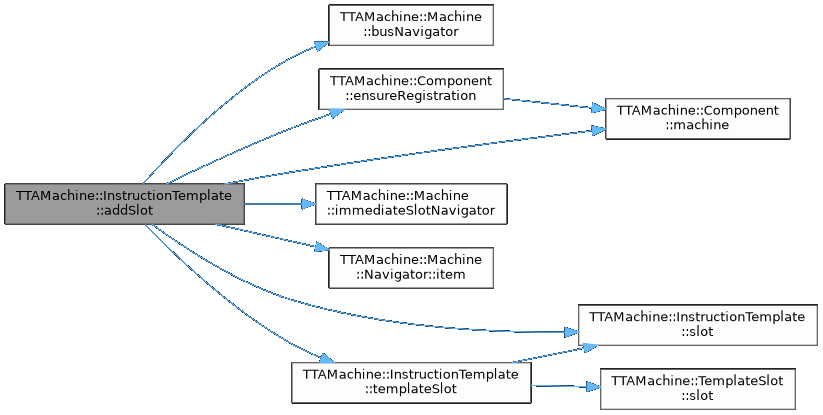 TTAMachine::Machine
::busNavigator
TTAMachine::Component
::ensureRegistration
TTAMachine::Component
::machine
TTAMachine::InstructionTemplate
::addSlot
TTAMachine::Machine
::immediateSlotNavigator
TTAMachine::Machine
::Navigator::item
TTAMachine::InstructionTemplate
::slot
TTAMachine::InstructionTemplate
::templateSlot
TTAMachine::TemplateSlot
::slot